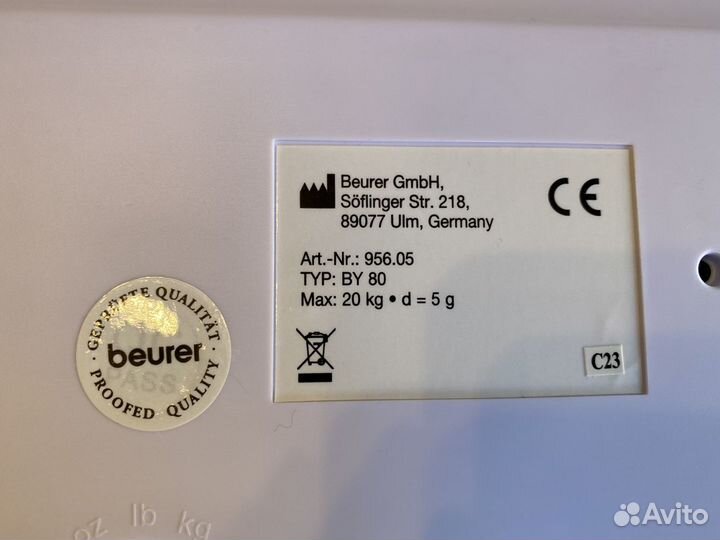 Beurer GmbH,
Söflinger Str. 218,
89077 Ulm, Germany
CE
Art.-Nr.: 956.05
TYP: BY 80
Max: 20 kg • d = 5 g
C23
GEPRÜFTE QUALITÄT
beurer
PASS
PROOFED QUALITY
oz lb kg
Avito